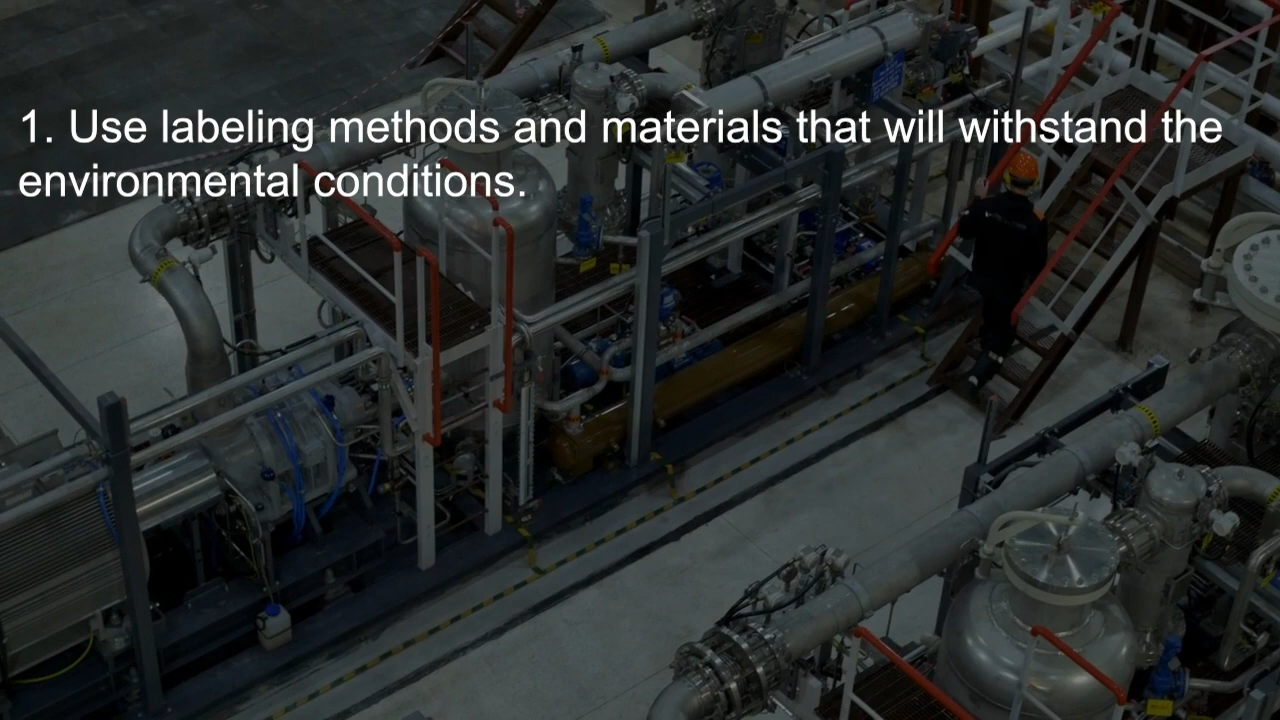 1. Use labeling methods and materials that will withstand the
environmental conditions.